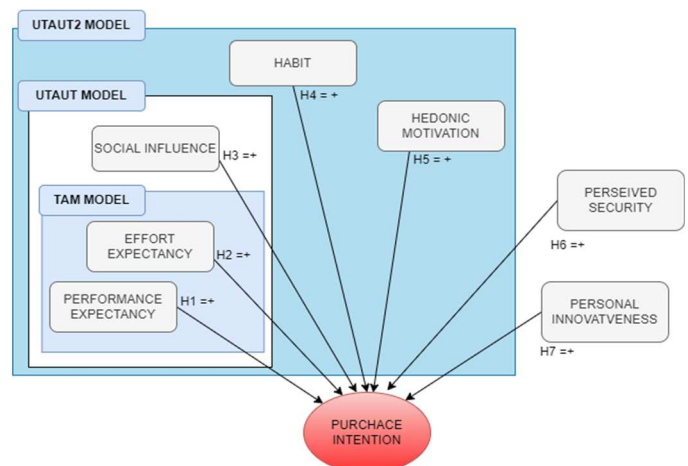 UTAUT2 MODEL
HABIT
H4 = +
UTAUT MODEL
HEDONIC
MOTIVATION
H5 = +
SOCIAL INFLUENCE
H3 =+
TAM MODEL
PERSEIVED
SECURITY
H6 =+
EFFORT
EXPECTANCY
H2 =+
PERFORMANCE
EXPECTANCY
H1 =+
PERSONAL
INNOVATVENESS
H7 =+
PURCHACE
INTENTION